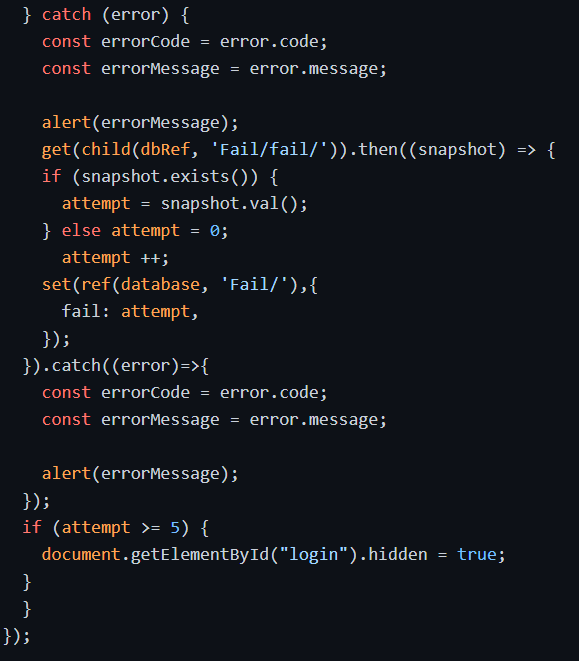 } catch (error) {
const errorCode = error.code;
const errorMessage = error.message;
alert(errorMessage);
get(child(dbRef, 'Fail/fail/')).then((snapshot) => {
if (snapshot.exists()) {
attempt = snapshot.val();
} else attempt = 0;
attempt ++;
set(ref(database, 'Fail/'),{
fail: attempt,
});
}).catch((error)=>{
const errorCode = error.code;
const errorMessage = error.message;
alert(errorMessage);
});
if (attempt >= 5) {
document.getElementById("login").hidden = true;
}
}
});